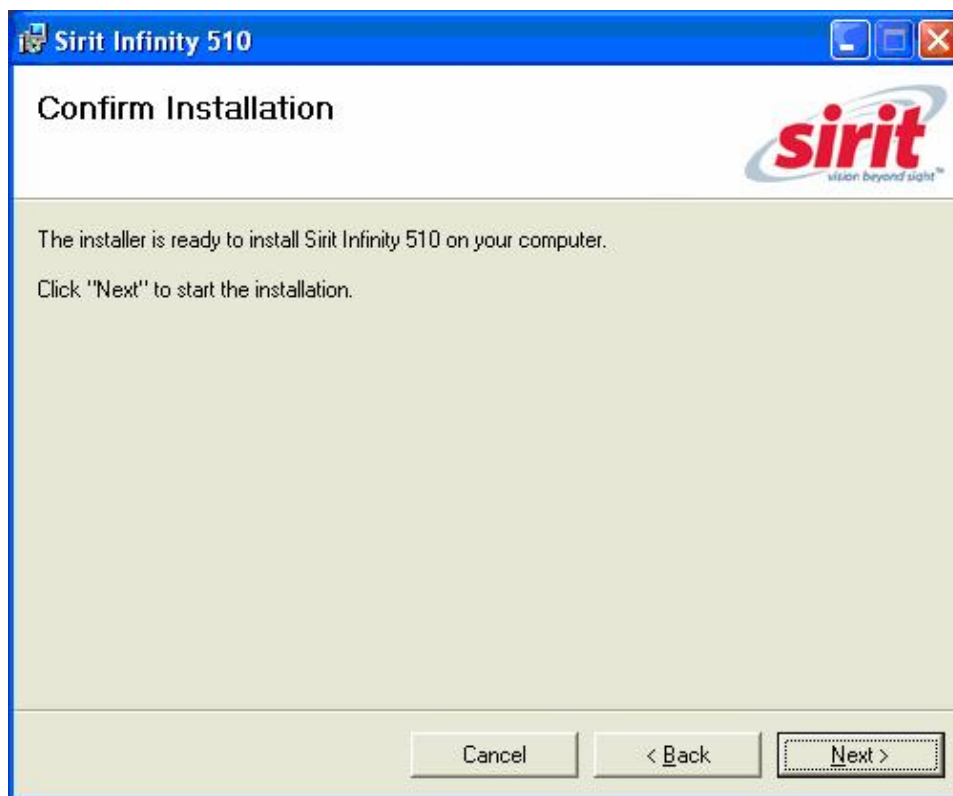 Sirit Infinity 510
Confirm Installation
sirit
vision beyond sight™
The installer is ready to install Sirit Infinity 510 on your computer.
Click "Next" to start the installation.
Cancel
< Back
Next >